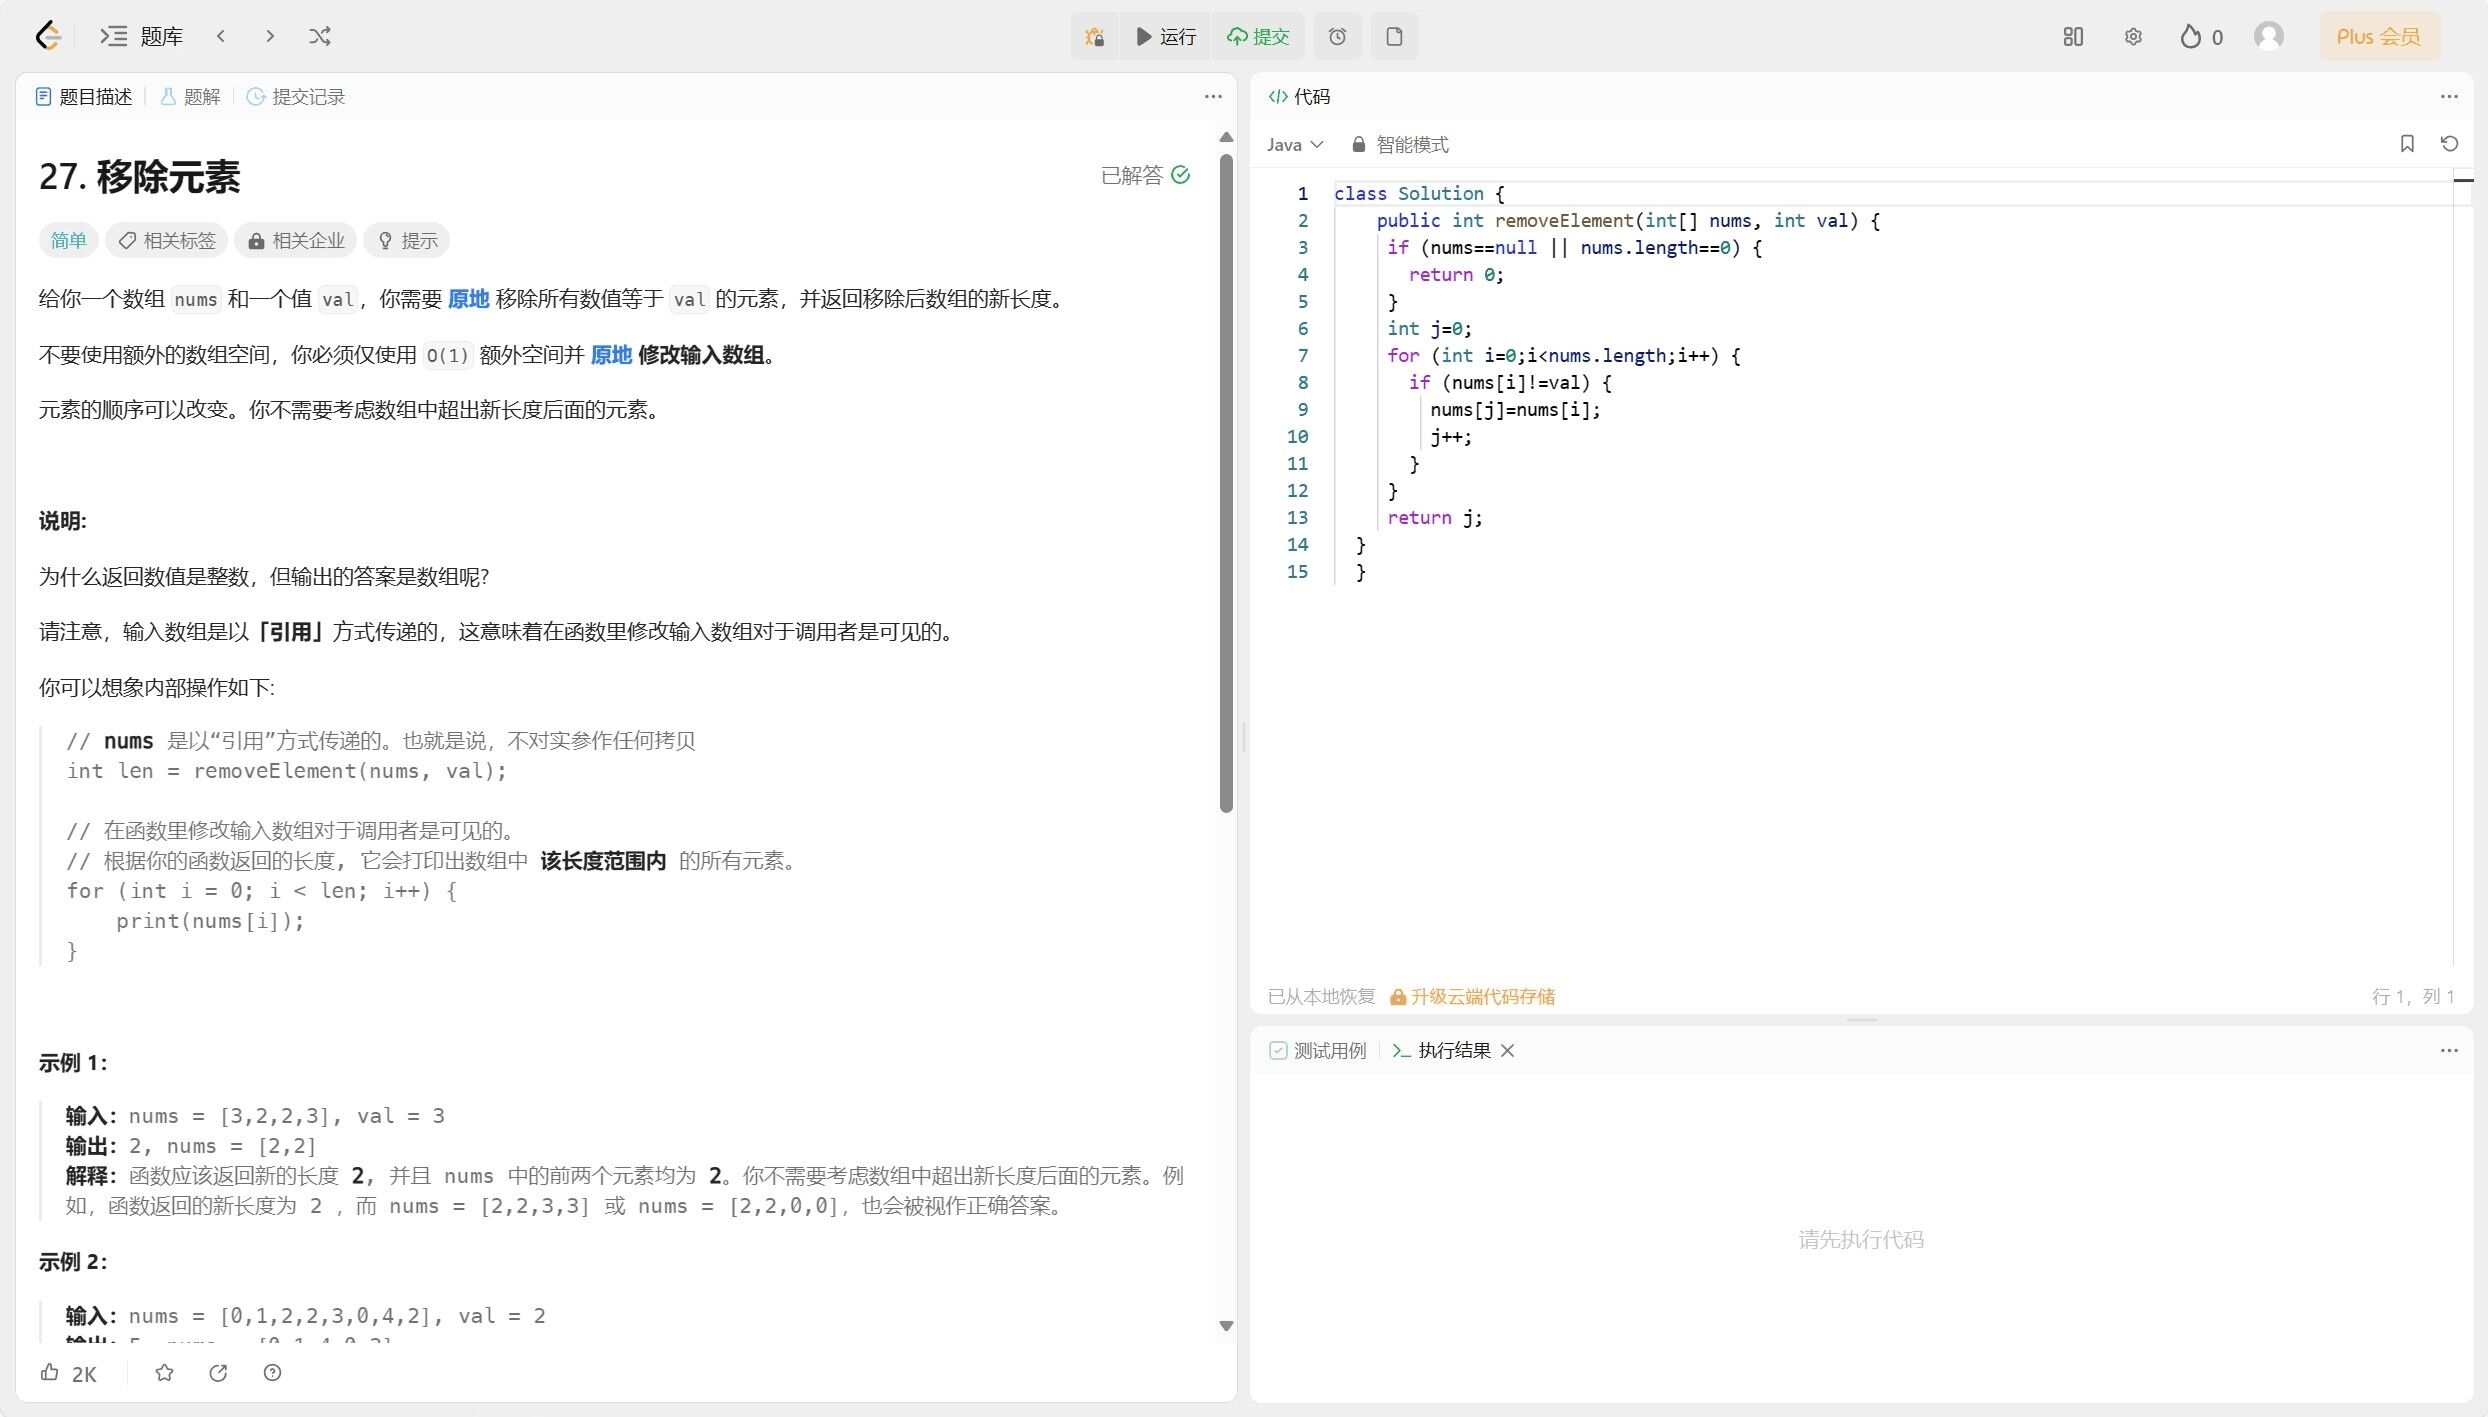 题库
运行
提交
0
Plus 会员
题目描述
题解
提交记录
27. 移除元素
已解答
简单
相关标签
相关企业
提示
给你一个数组 nums 和一个值 val，你需要 原地 移除所有数值等于 val 的元素，并返回移除后数组的新长度。
不要使用额外的数组空间，你必须仅使用 O(1) 额外空间并 原地 修改输入数组。
元素的顺序可以改变。你不需要考虑数组中超出新长度后面的元素。
说明:
为什么返回数值是整数，但输出的答案是数组呢?
请注意，输入数组是以「引用」方式传递的，这意味着在函数里修改输入数组对于调用者是可见的。
你可以想象内部操作如下:
// nums 是以“引用”方式传递的。也就是说，不对实参作任何拷贝
int len = removeElement(nums, val);
// 在函数里修改输入数组对于调用者是可见的。
// 根据你的函数返回的长度, 它会打印出数组中 该长度范围内 的所有元素。
for (int i = 0; i < len; i++) {
    print(nums[i]);
}
示例 1：
输入：nums = [3,2,2,3], val = 3
输出：2, nums = [2,2]
解释：函数应该返回新的长度 2, 并且 nums 中的前两个元素均为 2。你不需要考虑数组中超出新长度后面的元素。例
如，函数返回的新长度为 2 ，而 nums = [2,2,3,3] 或 nums = [2,2,0,0]，也会被视作正确答案。
示例 2：
输入：nums = [0,1,2,2,3,0,4,2], val = 2
2K
代码
Java
智能模式
1 class Solution {
2     public int removeElement(int[] nums, int val) {
3      if (nums==null || nums.length==0) {
4        return 0;
5      }
6      int j=0;
7      for (int i=0;i<nums.length;i++) {
8        if (nums[i]!=val) {
9          nums[j]=nums[i];
10         j++;
11       }
12     }
13     return j;
14   }
15   }
已从本地恢复
升级云端代码存储
行 1，列 1
测试用例
执行结果
请先执行代码